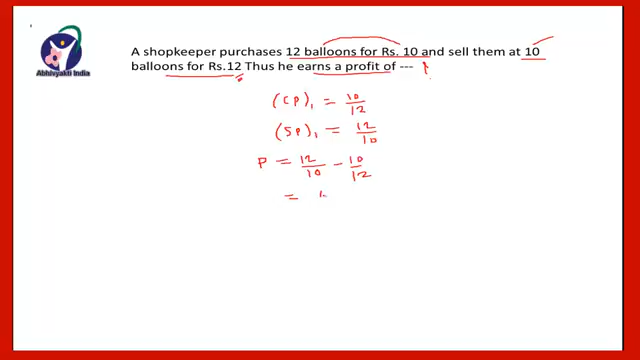 Abhivyakti India
A shopkeeper purchases 12 balloons for Rs. 10 and sell them at 10
balloons for Rs.12 Thus he earns a profit of ---
(CP)₁ = 10/12
(SP)₁ = 12/10
P = 12/10 - 10/12
=